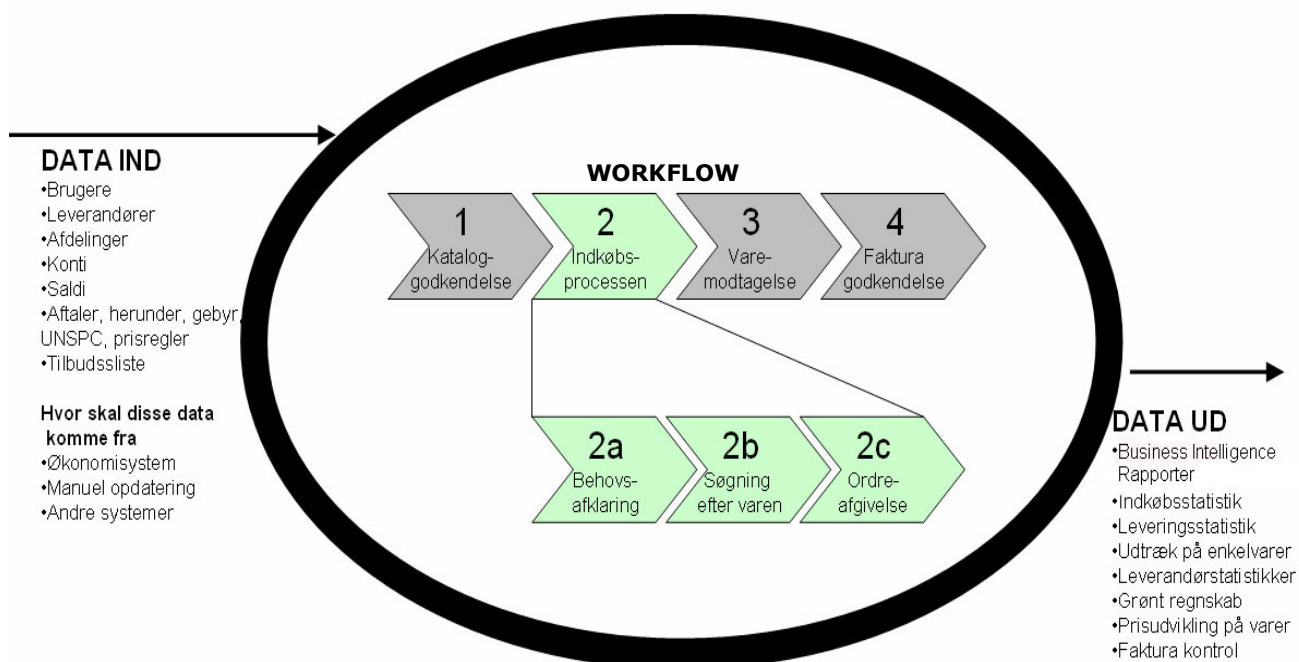 DATA IND
•Brugere
•Leverandører
•Afdelinger
•Konti
•Saldi
•Aftaler, herunder, gebyr,
UNSPC, prisregler
•Tilbudssliste
Hvor skal disse data
komme fra
•Økonomisystem
•Manuel opdatering
•Andre systemer
WORKFLOW
1
Katalog-
godkendelse
2
Indkøbs-
processen
3
Vare-
modtagelse
4
Faktura
godkendelse
2a
Behovs-
afklaring
2b
Søgning
efter varen
2c
Ordre-
afgivelse
DATA UD
•Business Intelligence
Rapporter
•Indkøbsstatistik
•Leveringsstatistik
•Udtræk på enkelvarer
•Leverandørstatistikker
•Grønt regnskab
•Prisudvikling på varer
•Faktura kontrol